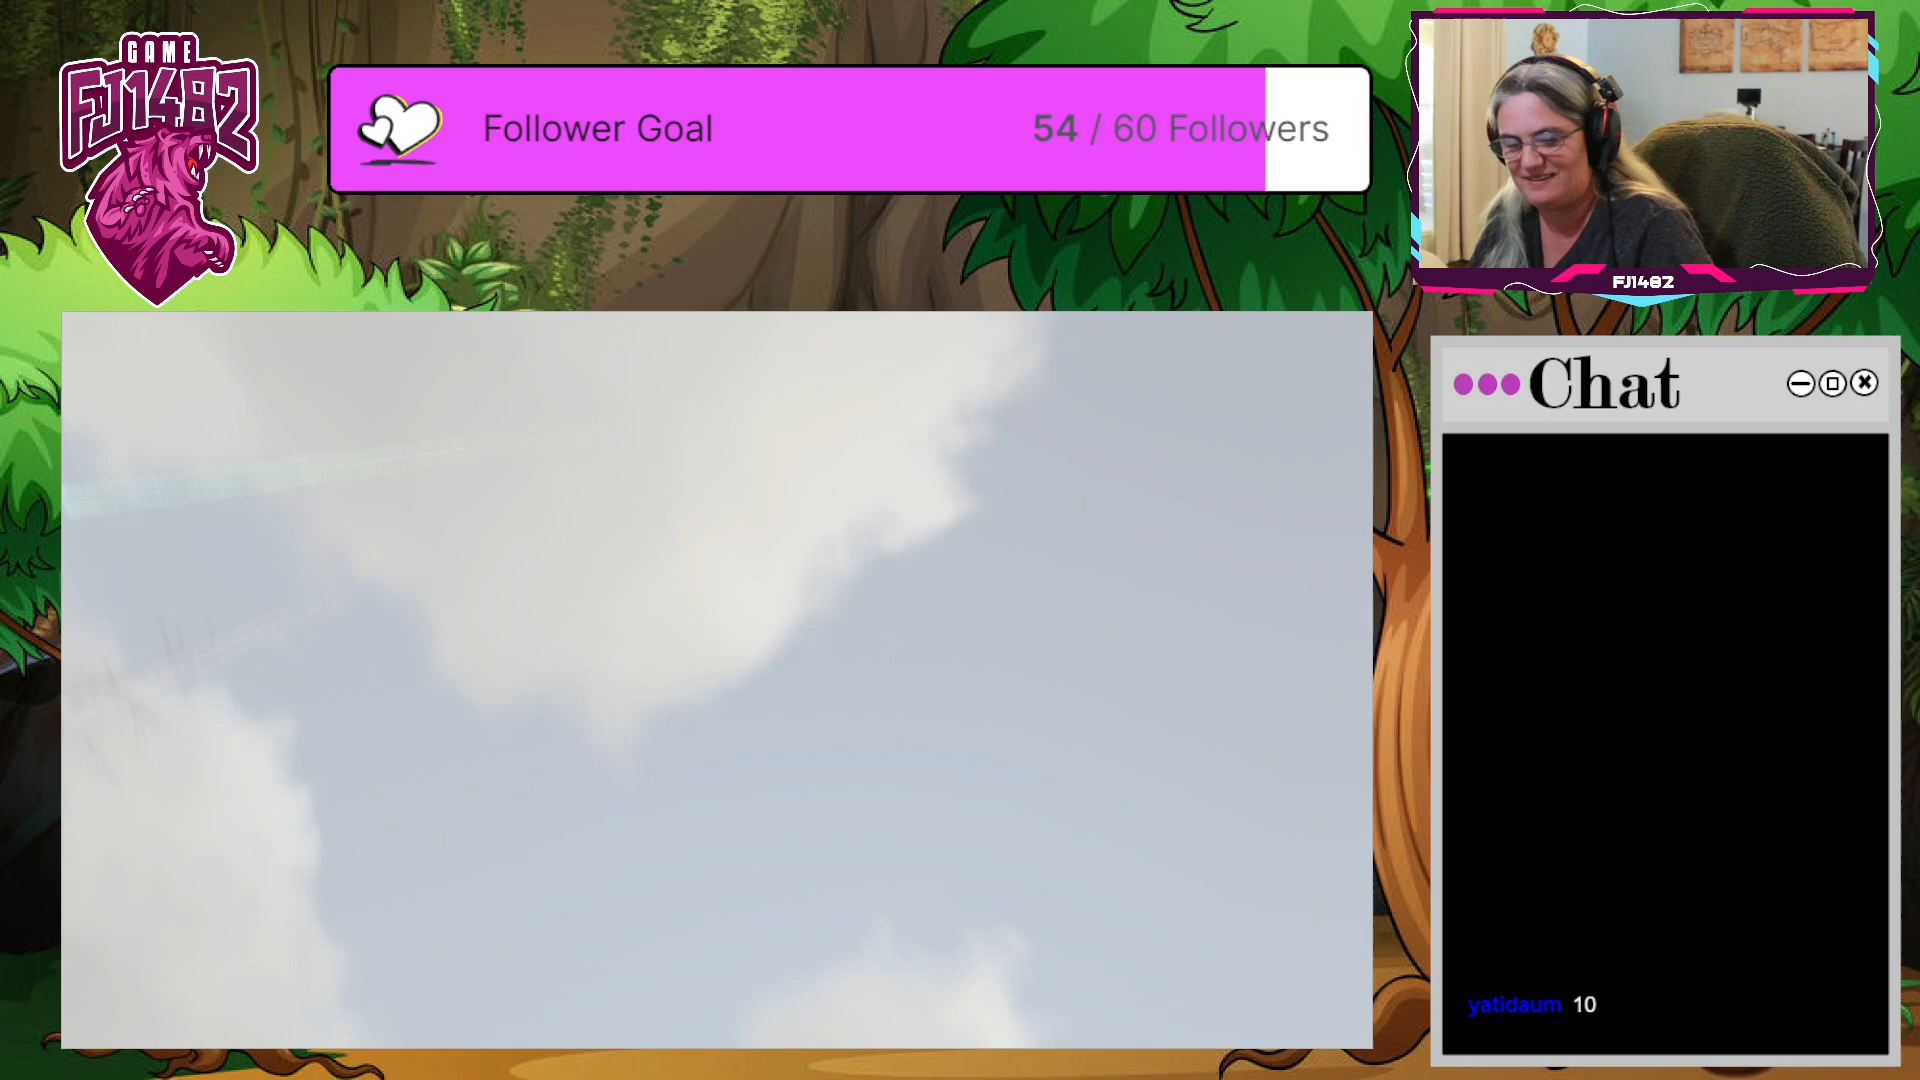 GAME
FJ1482
Follower Goal
54 / 60 Followers
FJ1482
Chat
yatidaum 10